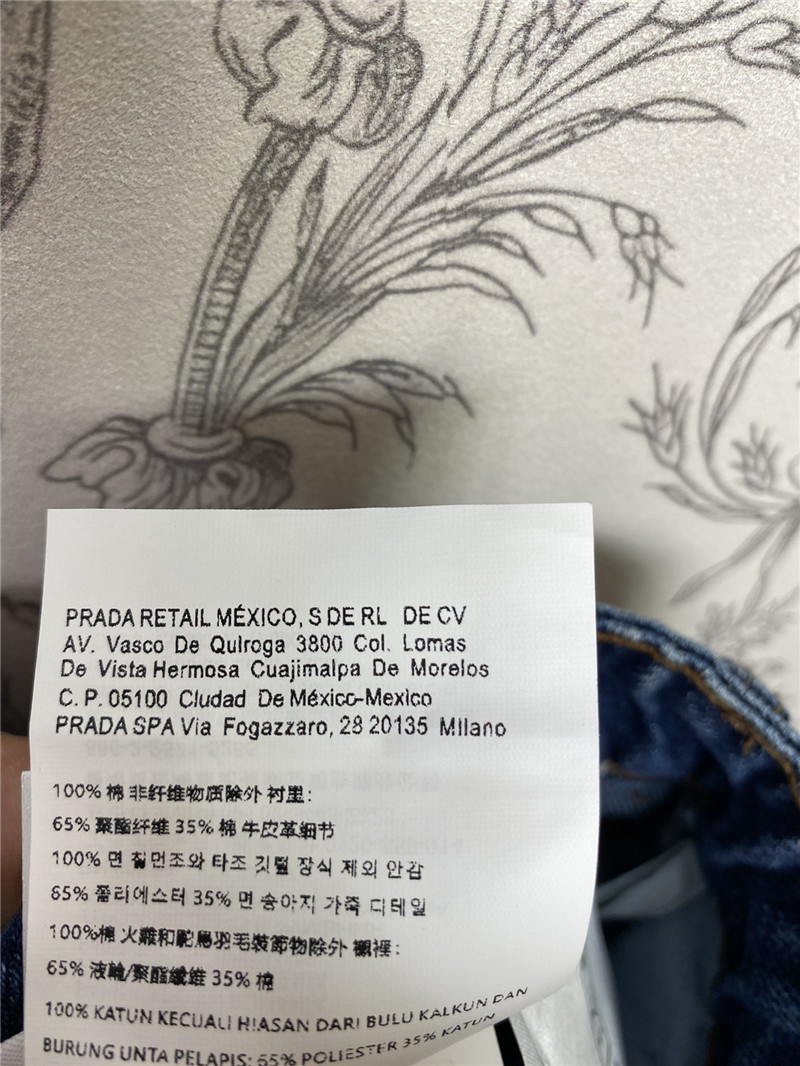 PRADA RETAIL MÉXICO, S DE RL DE CV
AV. Vasco De Quiroga 3800 Col. Lomas
De Vista Hermosa Cuajimalpa De Morelos
C. P. 05100 Ciudad De México-Mexico
PRADA SPA Via Fogazzaro, 28 20135 Milano
100% 棉 非纤维物质除外 衬里:
65% 聚酯纤维 35% 棉 牛皮革细节
100% 면 칠면조와 타조 깃털 장식 제외 안감
65% 폴리에스터 35% 면 송아지 가죽 디테일
100%棉 火雞和鴕鳥羽毛裝飾物除外 襯裡:
65% 液輪/聚酯纖維 35% 棉
100% KATUN KECUALI HIASAN DARI BULU KALKUN DAN
BURUNG UNTA PELAPIS: 65% POLIESTER 35% KATUN